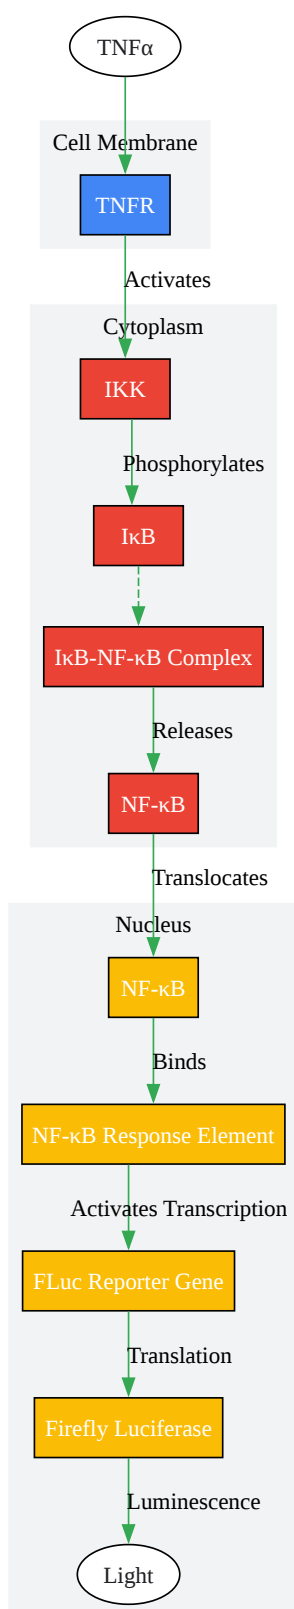 TNFα
Cell Membrane
TNFR
Activates
Cytoplasm
IKK
Phosphorylates
IκB
IκB-NF-κB Complex
Releases
NF-κB
Translocates
Nucleus
NF-κB
Binds
NF-κB Response Element
Activates Transcription
FLuc Reporter Gene
Translation
Firefly Luciferase
Luminescence
Light